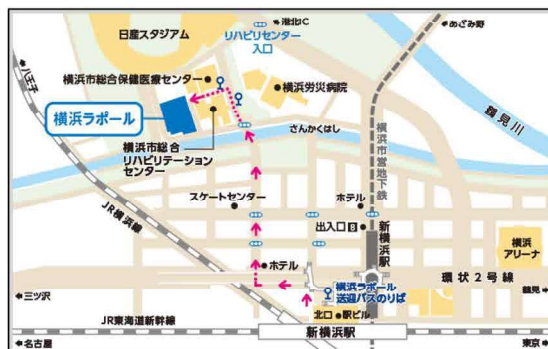 日産スタジアム
港北IC
あざみ野
リハビリセンター
入口
八王子
横浜市総合保健医療センター
横浜労災病院
鶴見川
横浜ラポール
横浜市総合
リハビリテーション
センター
さんかくはし
横浜市営地下鉄
スケートセンター
ホテル
JR横浜線
出入口8
新横浜駅
横浜
アリーナ
ホテル
環状2号線
横浜ラポール
送迎バスのりば
三ツ沢
鶴見
北口
駅ビル
JR東海道新幹線
新横浜駅
名古屋
東京